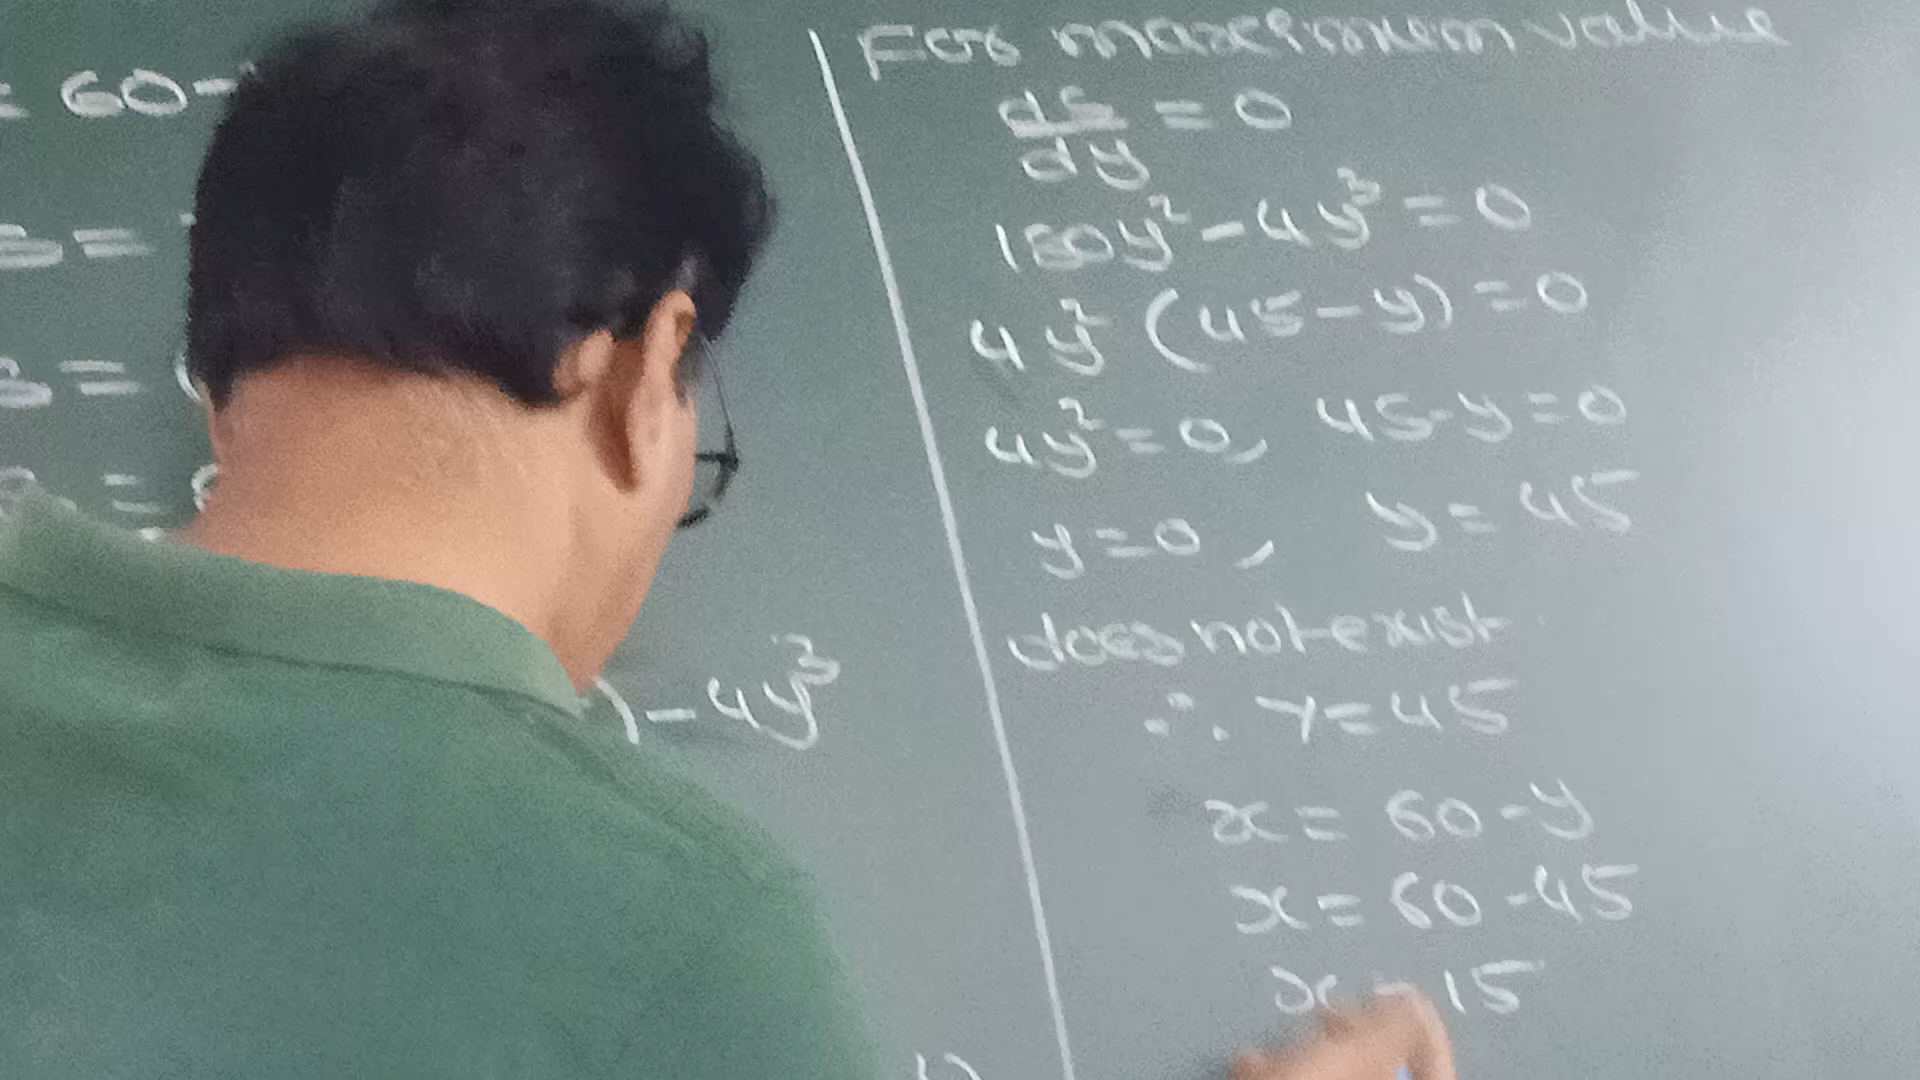 = 60-
s =
s =
=
) - 4y³
For maximum value
ds/dy = 0
180y² - 4y³ = 0
4y² (45 - y) = 0
4y² = 0, 45 - y = 0
y = 0, y = 45
does not exist
∴ y = 45
x = 60 - y
x = 60 - 45
x = 15